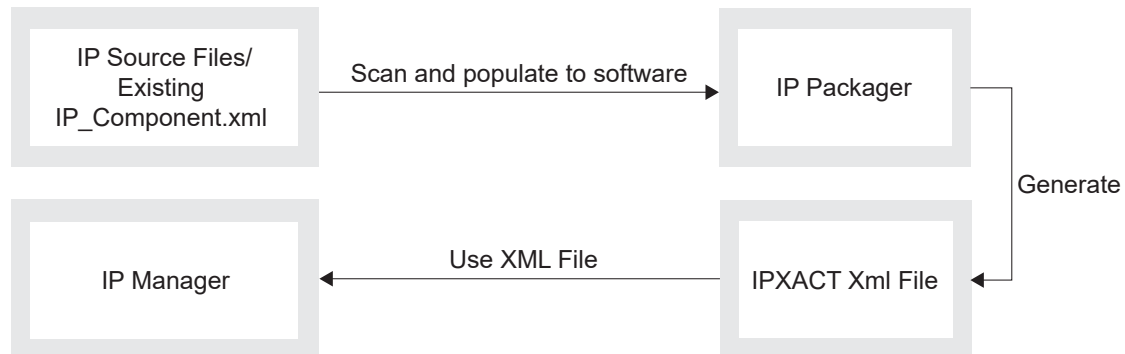 IP Source Files/
Existing
IP_Component.xml
Scan and populate to software
IP Packager
Generate
IPXACT Xml File
Use XML File
IP Manager